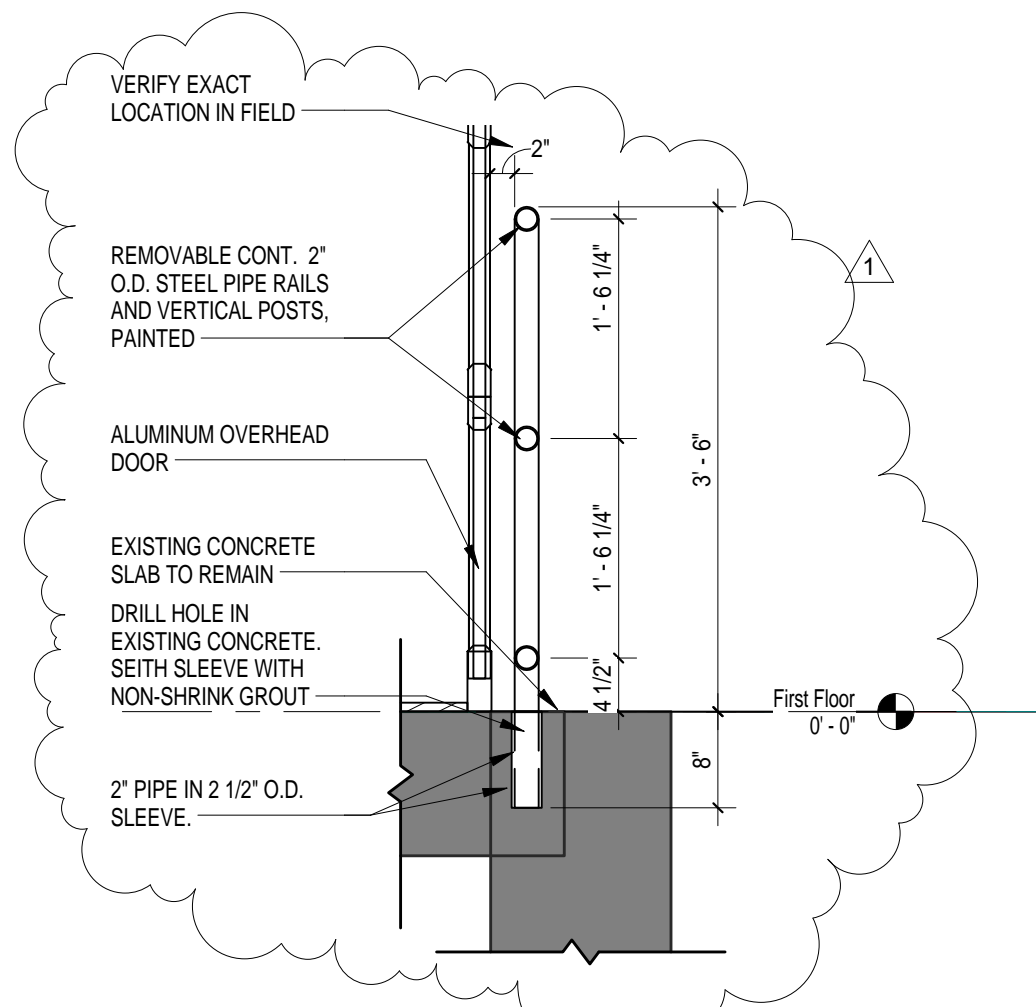 VERIFY EXACT
LOCATION IN FIELD
2"
REMOVABLE CONT. 2"
O.D. STEEL PIPE RAILS
AND VERTICAL POSTS,
PAINTED
1
1' - 6 1/4"
3' - 6"
ALUMINUM OVERHEAD
DOOR
1' - 6 1/4"
EXISTING CONCRETE
SLAB TO REMAIN
DRILL HOLE IN
EXISTING CONCRETE.
SEITH SLEEVE WITH
NON-SHRINK GROUT
4 1/2"
First Floor
0' - 0"
8"
2" PIPE IN 2 1/2" O.D.
SLEEVE.